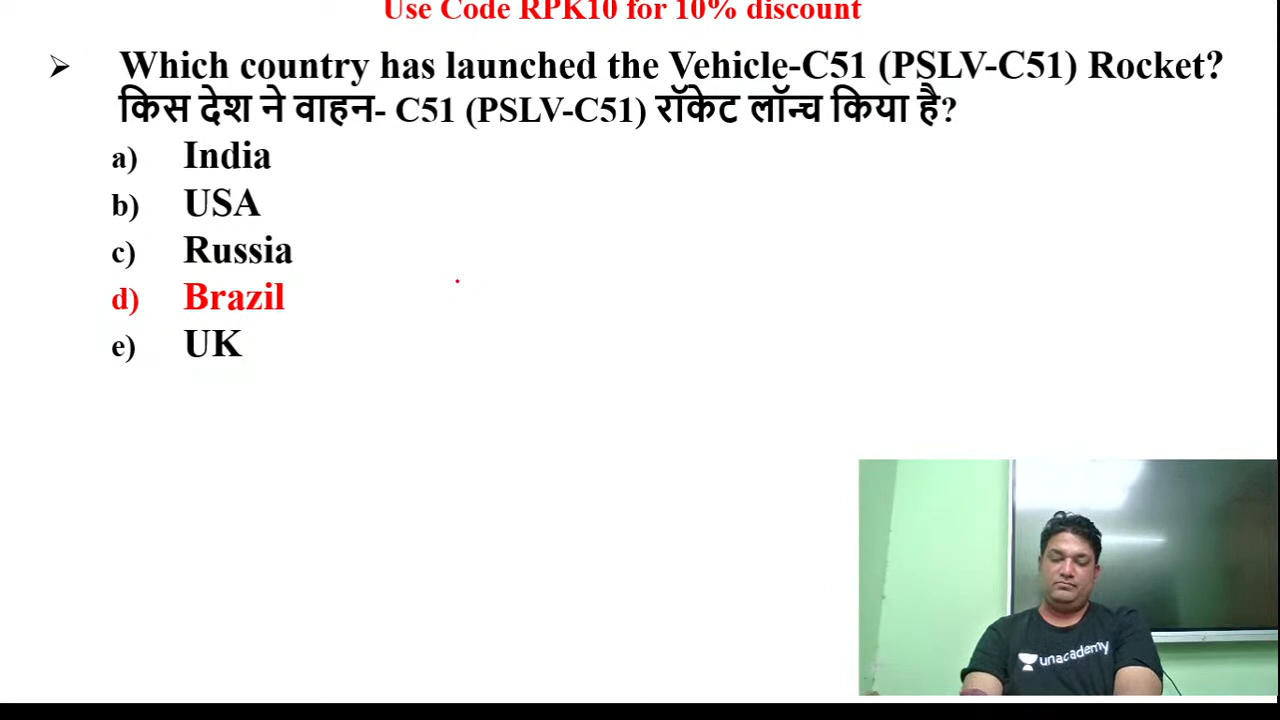 Use Code RPK10 for 10% discount
➢ Which country has launched the Vehicle-C51 (PSLV-C51) Rocket?
किस देश ने वाहन- C51 (PSLV-C51) रॉकेट लॉन्च किया है?
a) India
b) USA
c) Russia
d) Brazil
e) UK
unacademy